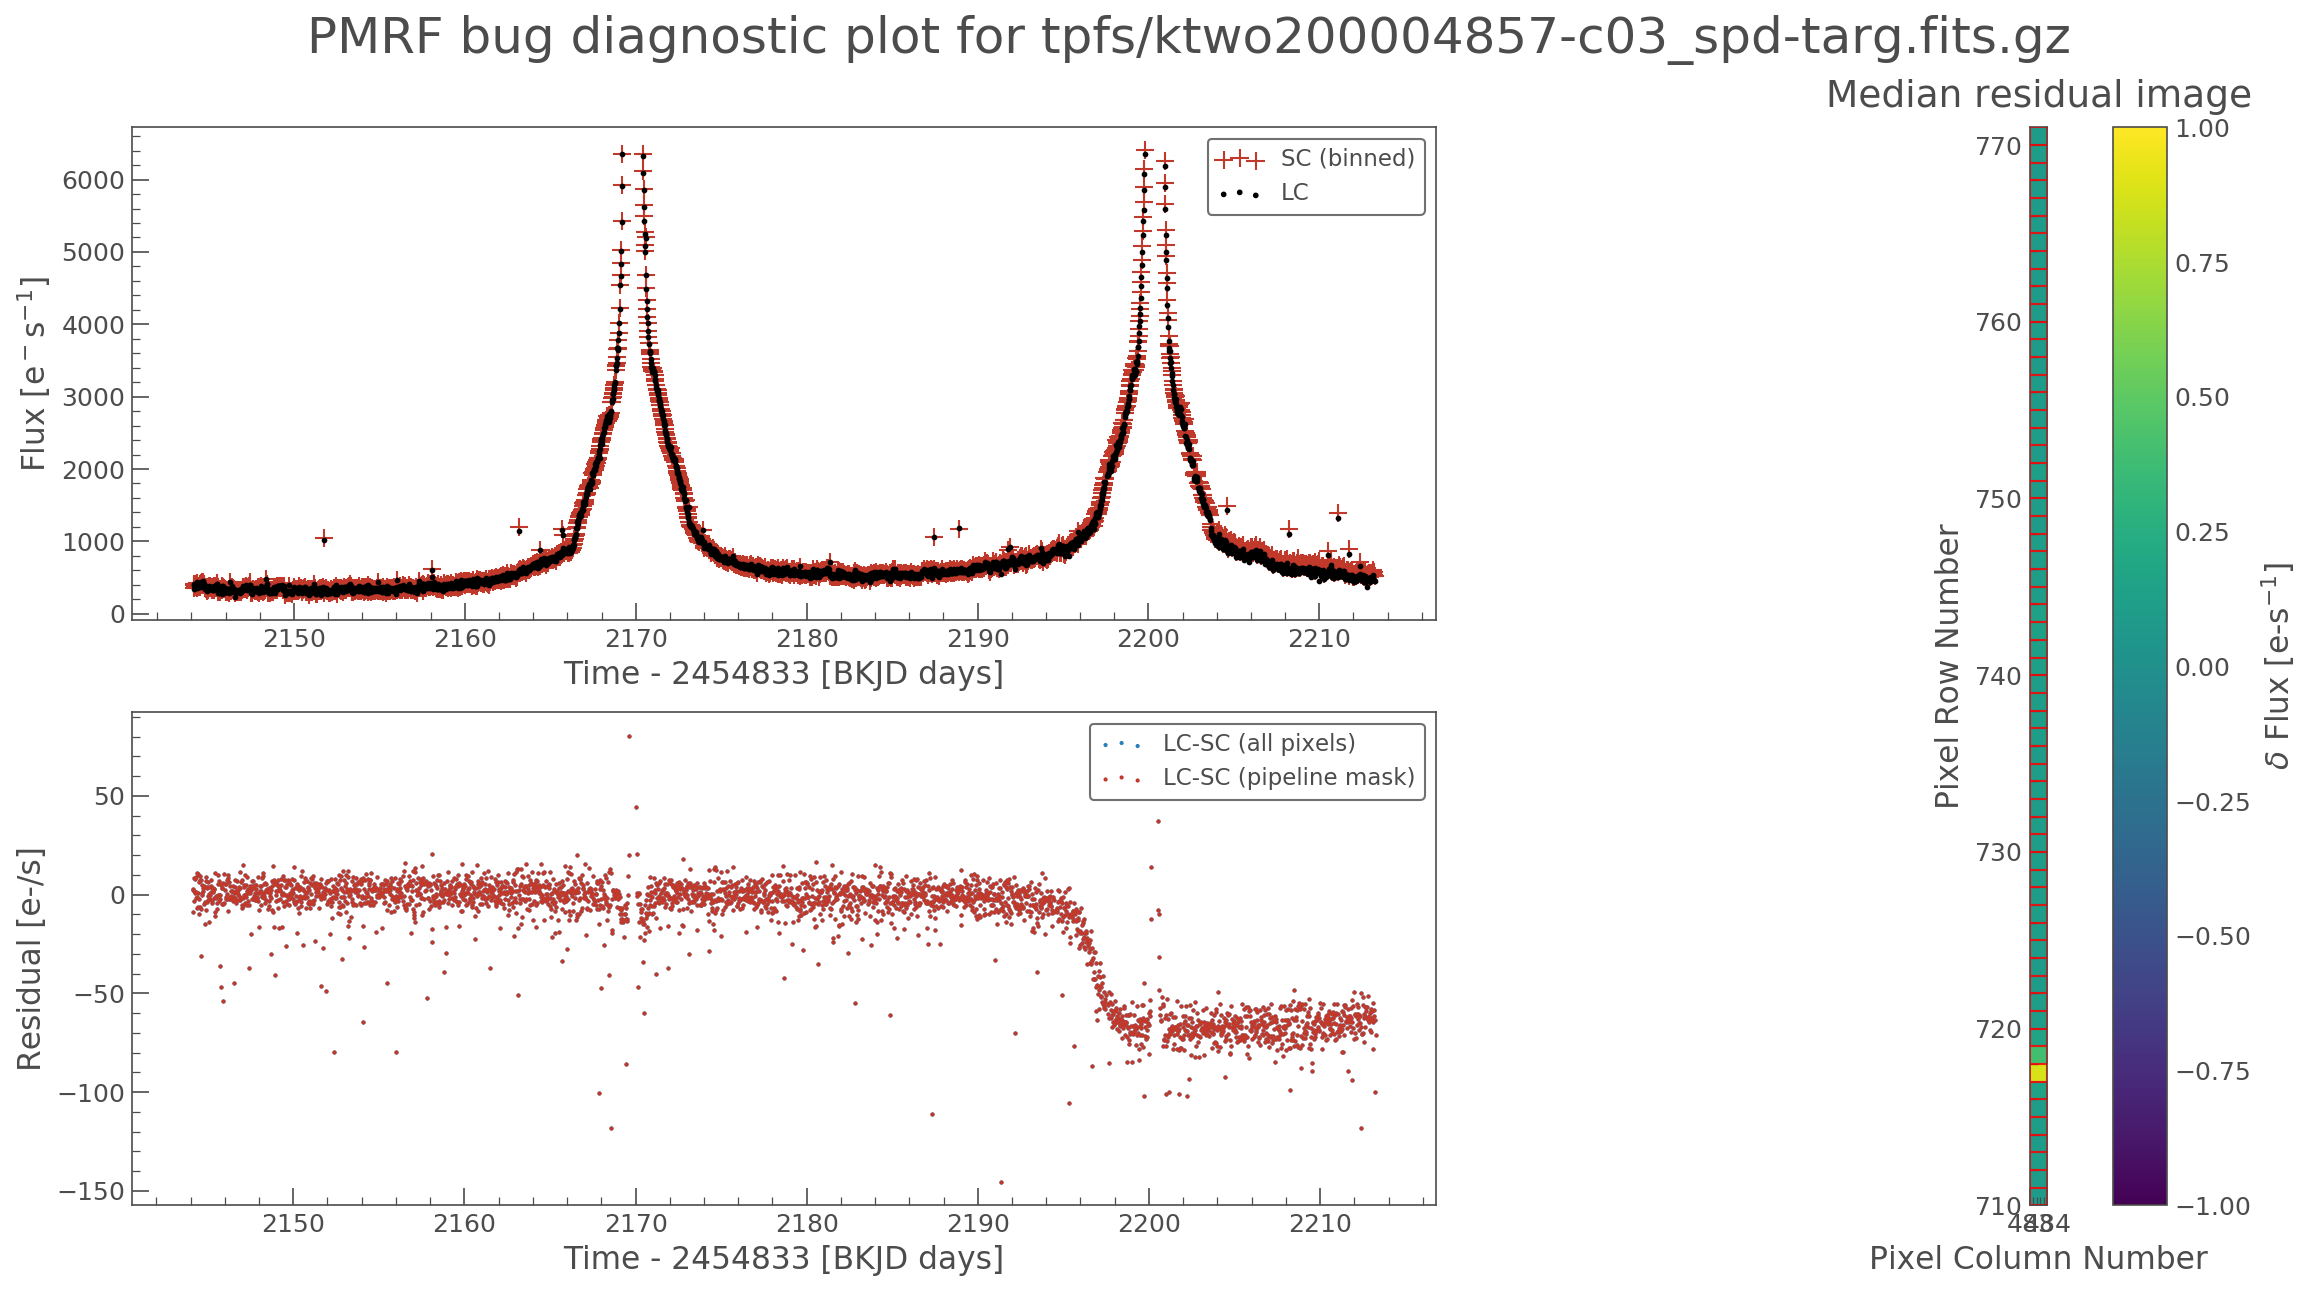 PMRF bug diagnostic plot for tpfs/ktwo200004857-c03_spd-targ.fits.gz
Flux [e⁻ s⁻¹]
6000
5000
4000
3000
2000
1000
0
SC (binned)
LC
2150 2160 2170 2180 2190 2200 2210
Time - 2454833 [BKJD days]
Residual [e-/s]
50
0
−50
−100
−150
LC-SC (all pixels)
LC-SC (pipeline mask)
2150 2160 2170 2180 2190 2200 2210
Time - 2454833 [BKJD days]
Median residual image
Pixel Row Number
770
760
750
740
730
720
710
Pixel Column Number
1.00
0.75
0.50
0.25
0.00
−0.25
−0.50
−0.75
−1.00
δ Flux [e-s⁻¹]